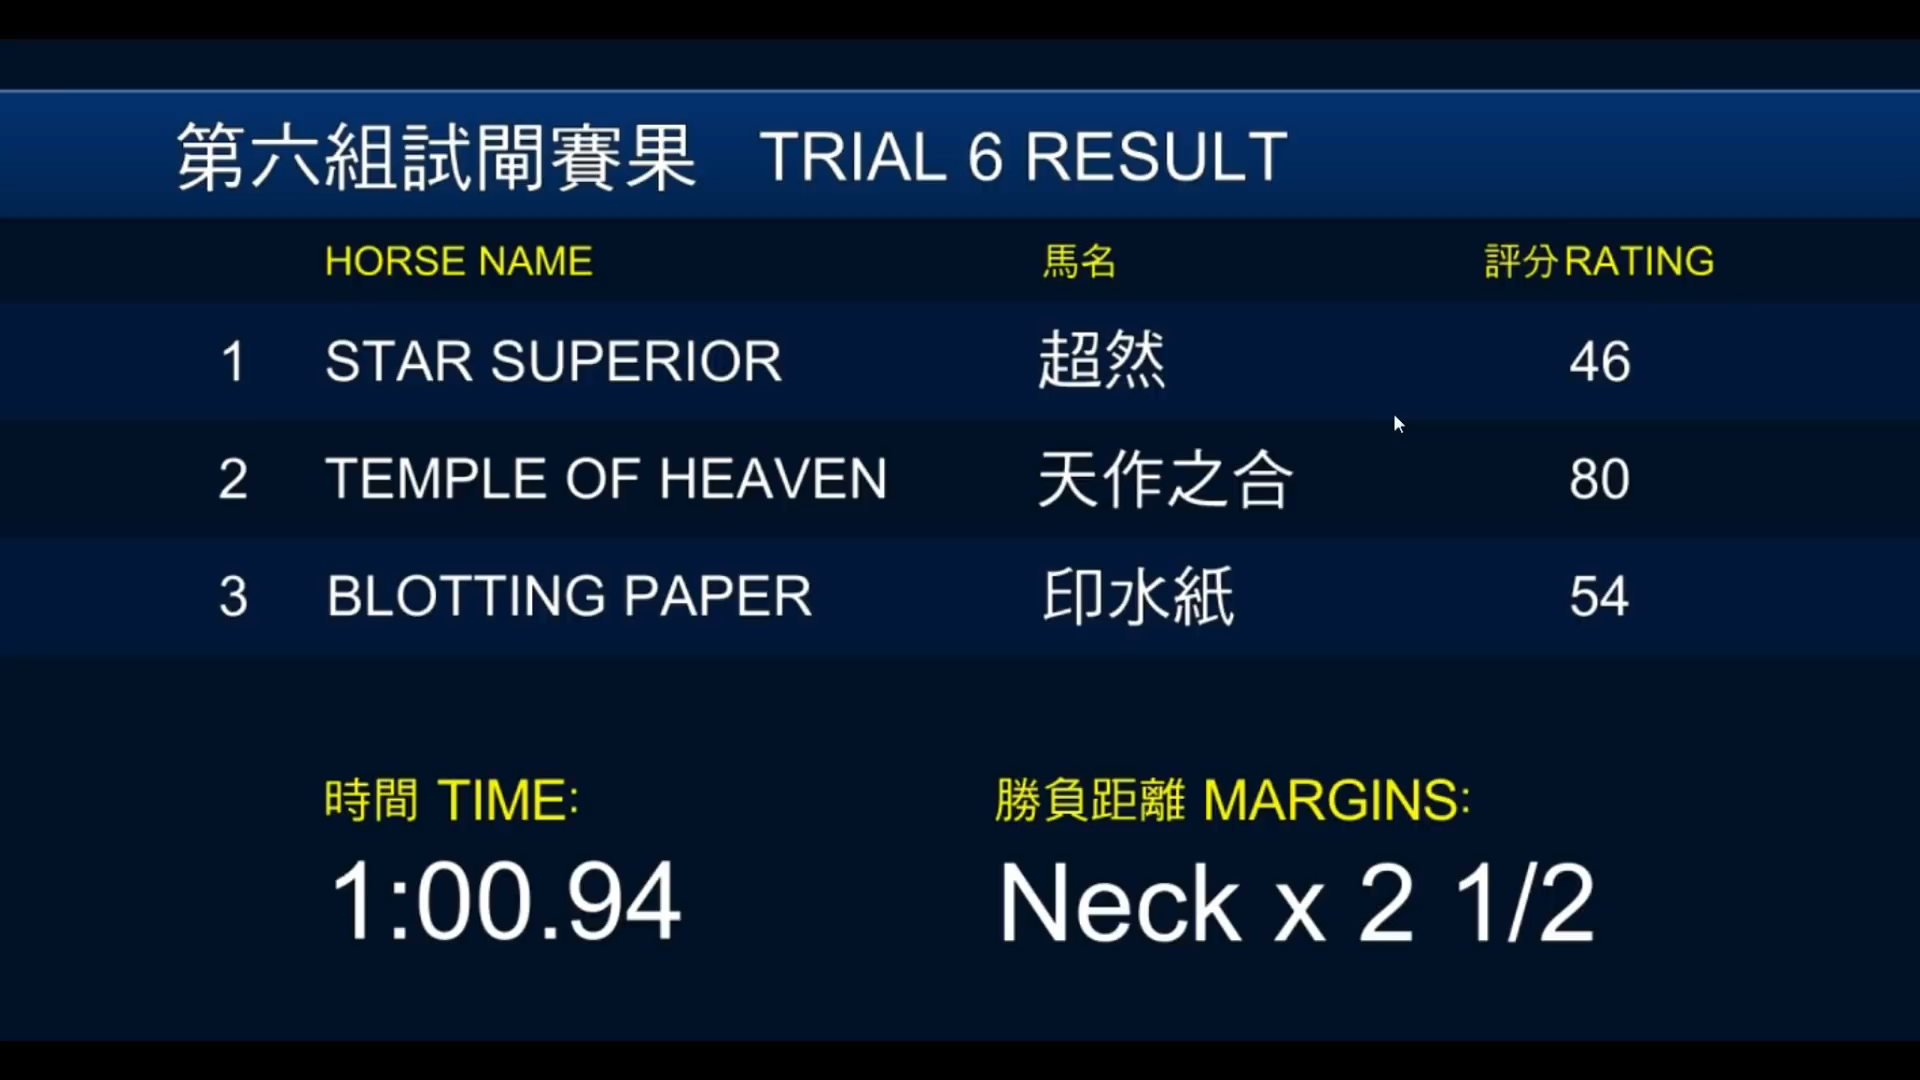 第六組試閘賽果 TRIAL 6 RESULT
HORSE NAME 馬名 評分RATING
1 STAR SUPERIOR 超然 46
2 TEMPLE OF HEAVEN 天作之合 80
3 BLOTTING PAPER 印水紙 54
時間 TIME: 勝負距離 MARGINS:
1:00.94 Neck x 2 1/2